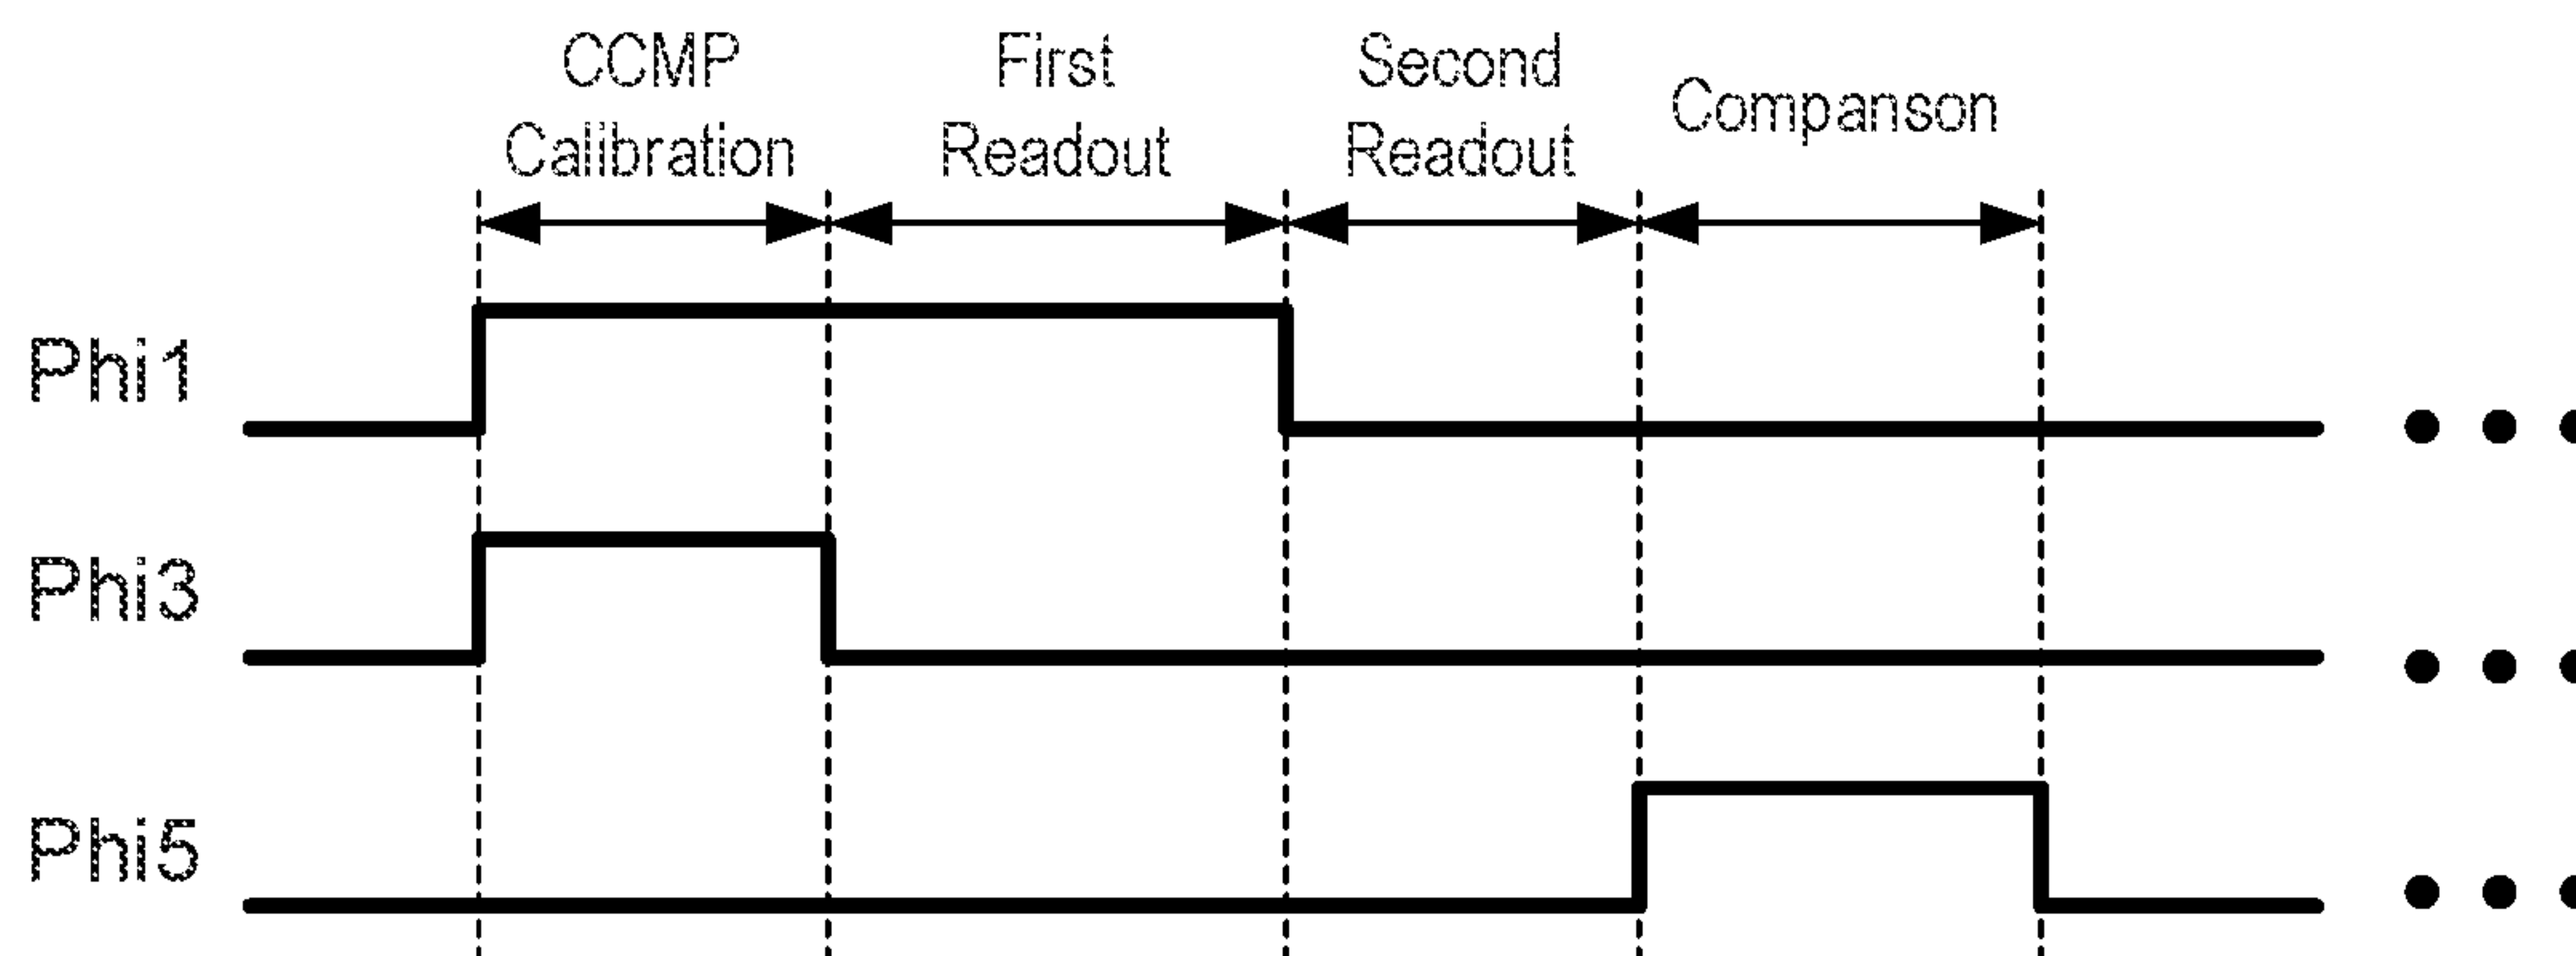 CCMP
Calibration
First
Readout
Second
Readout
Companson
Phi1
Phi3
Phi5